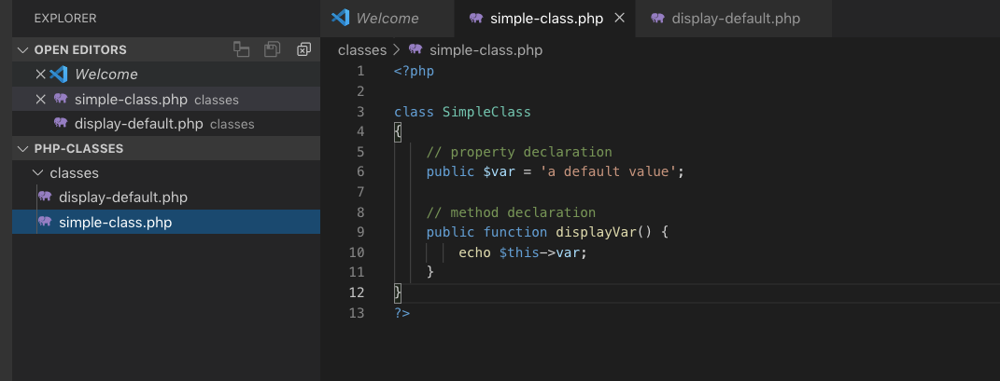 EXPLORER
OPEN EDITORS
Welcome
simple-class.php classes
display-default.php classes
PHP-CLASSES
classes
display-default.php
simple-class.php
Welcome simple-class.php display-default.php
classes > simple-class.php
1 <?php
2
3 class SimpleClass
4 {
5 // property declaration
6 public $var = 'a default value';
7
8 // method declaration
9 public function displayVar() {
10 echo $this->var;
11 }
12 }
13 ?>